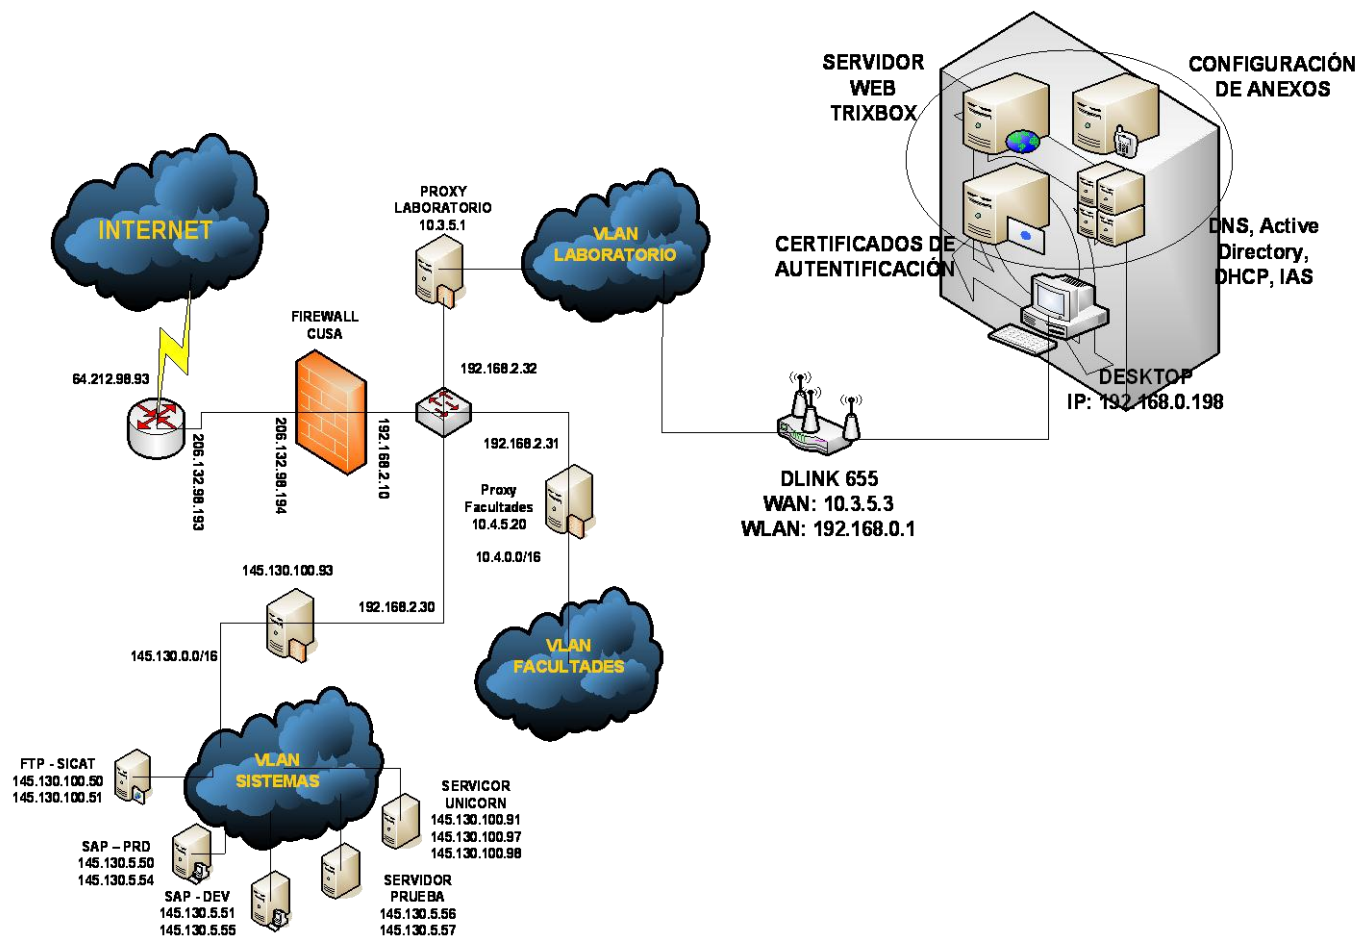 SERVIDOR
WEB
TRIXBOX
CONFIGURACIÓN
DE ANEXOS
CERTIFICADOS DE
AUTENTIFICACIÓN
DNS, Active
Directory,
DHCP, IAS
DESKTOP
IP: 192.168.0.198
INTERNET
PROXY
LABORATORIO
10.3.5.1
VLAN
LABORATORIO
FIREWALL
CUSA
64.212.98.93
206.132.98.193
206.132.98.194
192.168.2.10
192.168.2.32
192.168.2.31
DLINK 655
WAN: 10.3.5.3
WLAN: 192.168.0.1
Proxy
Facultades
10.4.5.20
10.4.0.0/16
145.130.100.93
192.168.2.30
145.130.0.0/16
VLAN
FACULTADES
VLAN
SISTEMAS
FTP - SICAT
145.130.100.50
145.130.100.51
SERVICOR
UNICORN
145.130.100.91
145.130.100.97
145.130.100.98
SAP – PRD
145.130.5.50
145.130.5.54
SAP - DEV
145.130.5.51
145.130.5.55
SERVIDOR
PRUEBA
145.130.5.56
145.130.5.57